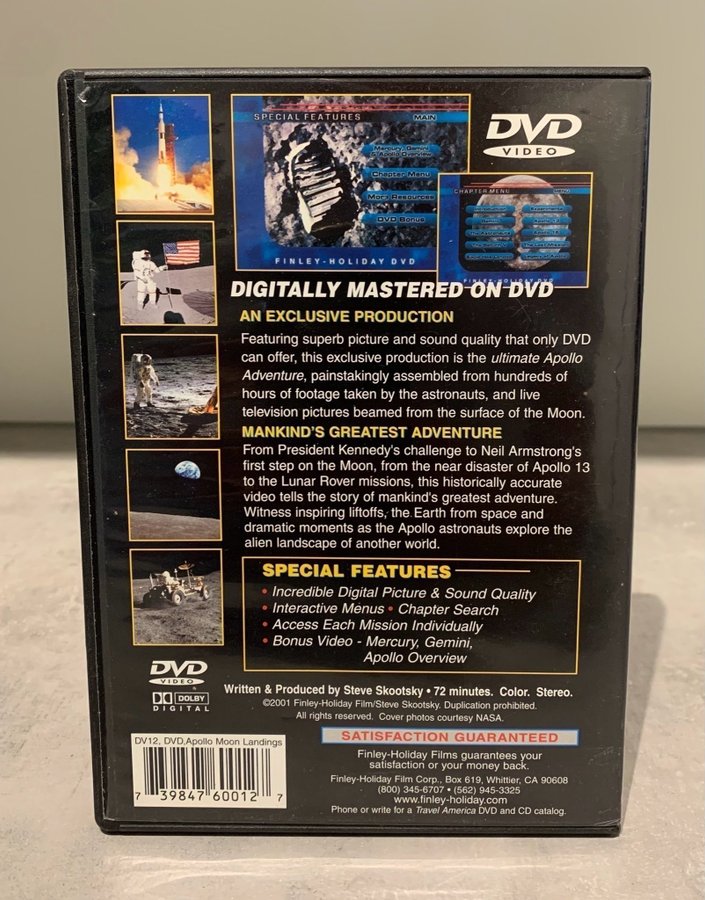 SPECIAL FEATURES
MAIN
Mercury, Gemini
& Apollo Overview
Chapter Menu
More Resources
DVD Bonus
FINLEY-HOLIDAY DVD
DVD
VIDEO
CHAPTER MENU
MENU
FINLEY-HOLIDAY DVD
DIGITALLY MASTERED ON DVD
AN EXCLUSIVE PRODUCTION
Featuring superb picture and sound quality that only DVD
can offer, this exclusive production is the ultimate Apollo
Adventure, painstakingly assembled from hundreds of
hours of footage taken by the astronauts, and live
television pictures beamed from the surface of the Moon.
MANKIND'S GREATEST ADVENTURE
From President Kennedy's challenge to Neil Armstrong's
first step on the Moon, from the near disaster of Apollo 13
to the Lunar Rover missions, this historically accurate
video tells the story of mankind's greatest adventure.
Witness inspiring liftoffs, the Earth from space and
dramatic moments as the Apollo astronauts explore the
alien landscape of another world.
SPECIAL FEATURES
• Incredible Digital Picture & Sound Quality
• Interactive Menus • Chapter Search
• Access Each Mission Individually
• Bonus Video - Mercury, Gemini,
Apollo Overview
DVD
VIDEO
DOLBY
DIGITAL
Written & Produced by Steve Skootsky • 72 minutes. Color. Stereo.
©2001 Finley-Holiday Film/Steve Skootsky. Duplication prohibited.
All rights reserved. Cover photos courtesy NASA.
SATISFACTION GUARANTEED
Finley-Holiday Films guarantees your
satisfaction or your money back.
Finley-Holiday Film Corp., Box 619, Whittier, CA 90608
(800) 345-6707 • (562) 945-3325
www.finley-holiday.com
Phone or write for a Travel America DVD and CD catalog.
DV12, DVD,Apollo Moon Landings
7 39847 60012 7